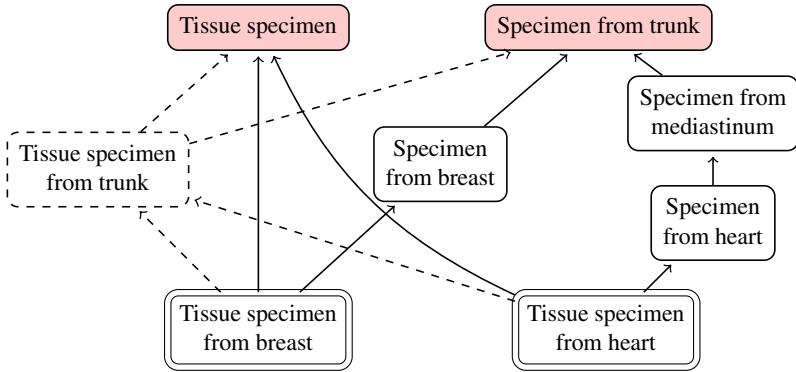 Tissue specimen
Specimen from trunk
Specimen from
mediastinum
Tissue specimen
from trunk
Specimen
from breast
Specimen
from heart
Tissue specimen
from breast
Tissue specimen
from heart